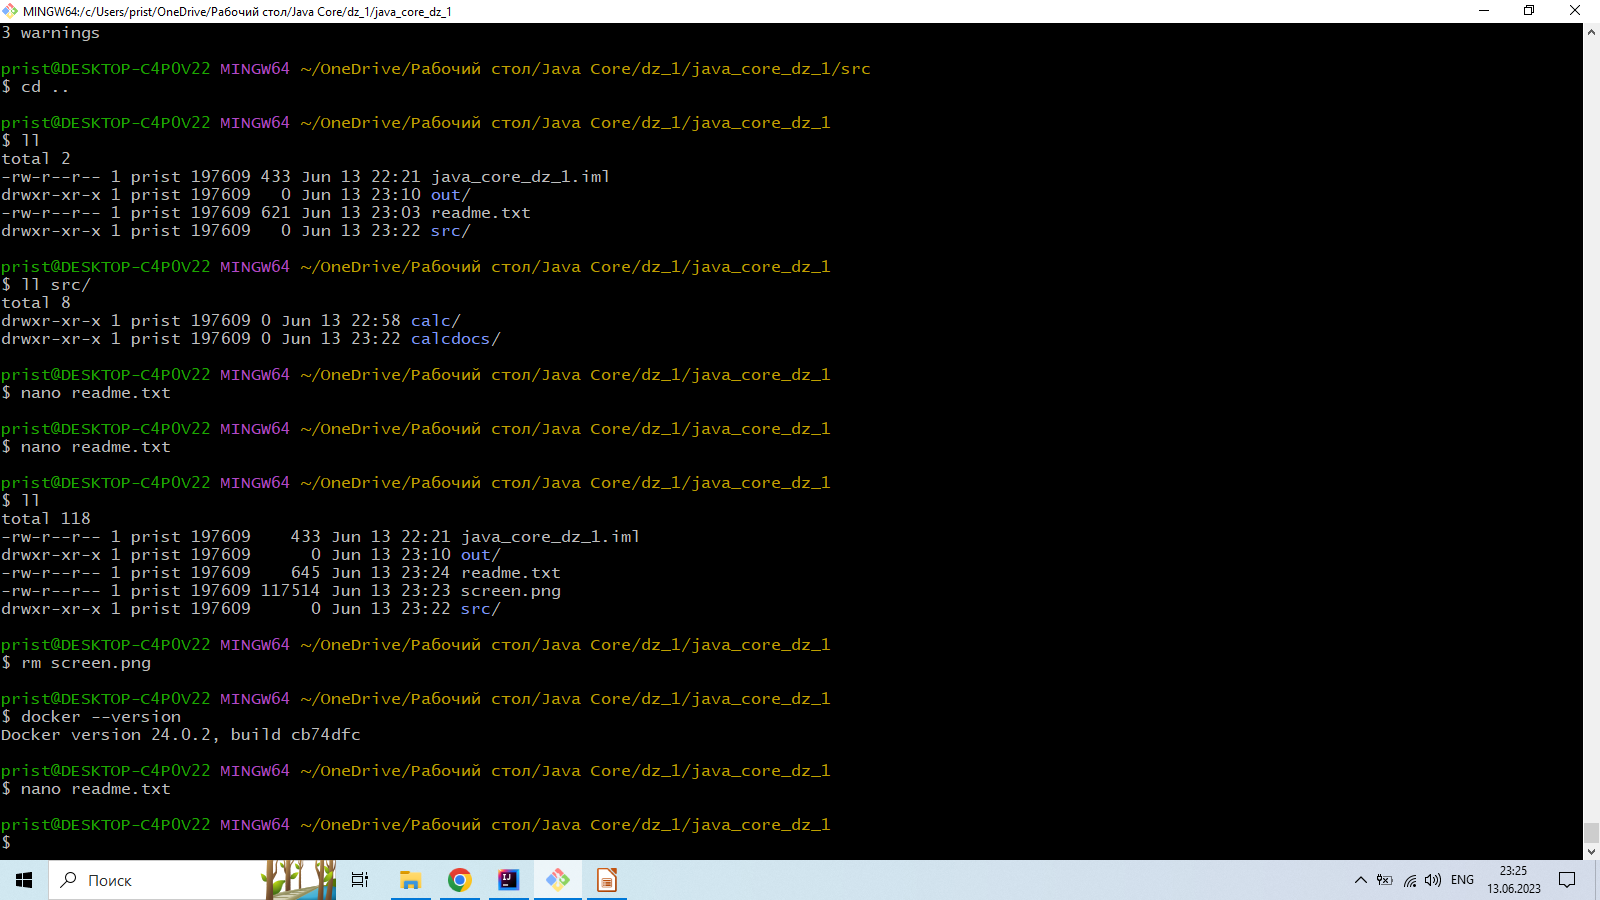 MINGW64:/c/Users/prist/OneDrive/Рабочий стол/Java Core/dz_1/java_core_dz_1
3 warnings
prist@DESKTOP-C4P0V22 MINGW64 ~/OneDrive/Рабочий стол/Java Core/dz_1/java_core_dz_1/src
$ cd ..
prist@DESKTOP-C4P0V22 MINGW64 ~/OneDrive/Рабочий стол/Java Core/dz_1/java_core_dz_1
$ ll
total 2
-rw-r--r-- 1 prist 197609 433 Jun 13 22:21 java_core_dz_1.iml
drwxr-xr-x 1 prist 197609   0 Jun 13 23:10 out/
-rw-r--r-- 1 prist 197609 621 Jun 13 23:03 readme.txt
drwxr-xr-x 1 prist 197609   0 Jun 13 23:22 src/
prist@DESKTOP-C4P0V22 MINGW64 ~/OneDrive/Рабочий стол/Java Core/dz_1/java_core_dz_1
$ ll src/
total 8
drwxr-xr-x 1 prist 197609 0 Jun 13 22:58 calc/
drwxr-xr-x 1 prist 197609 0 Jun 13 23:22 calcdocs/
prist@DESKTOP-C4P0V22 MINGW64 ~/OneDrive/Рабочий стол/Java Core/dz_1/java_core_dz_1
$ nano readme.txt
prist@DESKTOP-C4P0V22 MINGW64 ~/OneDrive/Рабочий стол/Java Core/dz_1/java_core_dz_1
$ nano readme.txt
prist@DESKTOP-C4P0V22 MINGW64 ~/OneDrive/Рабочий стол/Java Core/dz_1/java_core_dz_1
$ ll
total 118
-rw-r--r-- 1 prist 197609    433 Jun 13 22:21 java_core_dz_1.iml
drwxr-xr-x 1 prist 197609      0 Jun 13 23:10 out/
-rw-r--r-- 1 prist 197609    645 Jun 13 23:24 readme.txt
-rw-r--r-- 1 prist 197609 117514 Jun 13 23:23 screen.png
drwxr-xr-x 1 prist 197609      0 Jun 13 23:22 src/
prist@DESKTOP-C4P0V22 MINGW64 ~/OneDrive/Рабочий стол/Java Core/dz_1/java_core_dz_1
$ rm screen.png
prist@DESKTOP-C4P0V22 MINGW64 ~/OneDrive/Рабочий стол/Java Core/dz_1/java_core_dz_1
$ docker --version
Docker version 24.0.2, build cb74dfc
prist@DESKTOP-C4P0V22 MINGW64 ~/OneDrive/Рабочий стол/Java Core/dz_1/java_core_dz_1
$ nano readme.txt
prist@DESKTOP-C4P0V22 MINGW64 ~/OneDrive/Рабочий стол/Java Core/dz_1/java_core_dz_1
$
Поиск
IJ
ENG
23:25
13.06.2023